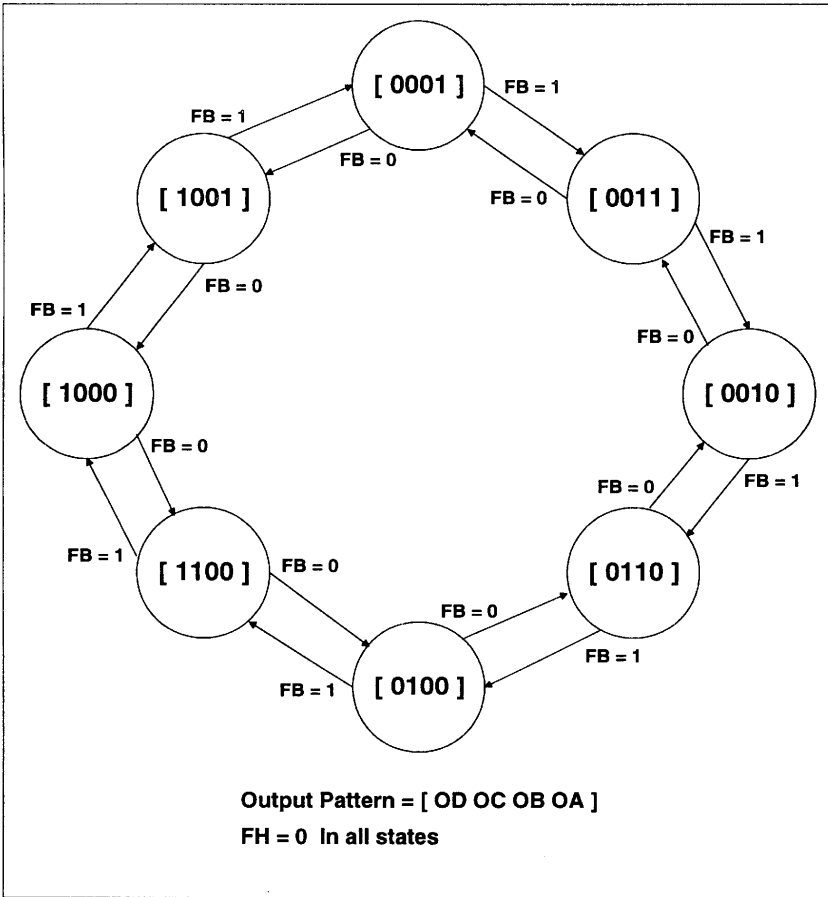 [ 0001 ]
FB = 1
FB = 1
FB = 0
[ 1001 ]
FB = 0
[ 0011 ]
FB = 1
FB = 0
FB = 1
FB = 0
[ 1000 ]
[ 0010 ]
FB = 0
FB = 0
FB = 1
FB = 1
[ 1100 ]
FB = 0
[ 0110 ]
FB = 0
FB = 1
FB = 1
[ 0100 ]
Output Pattern = [ OD OC OB OA ]
FH = 0 In all states